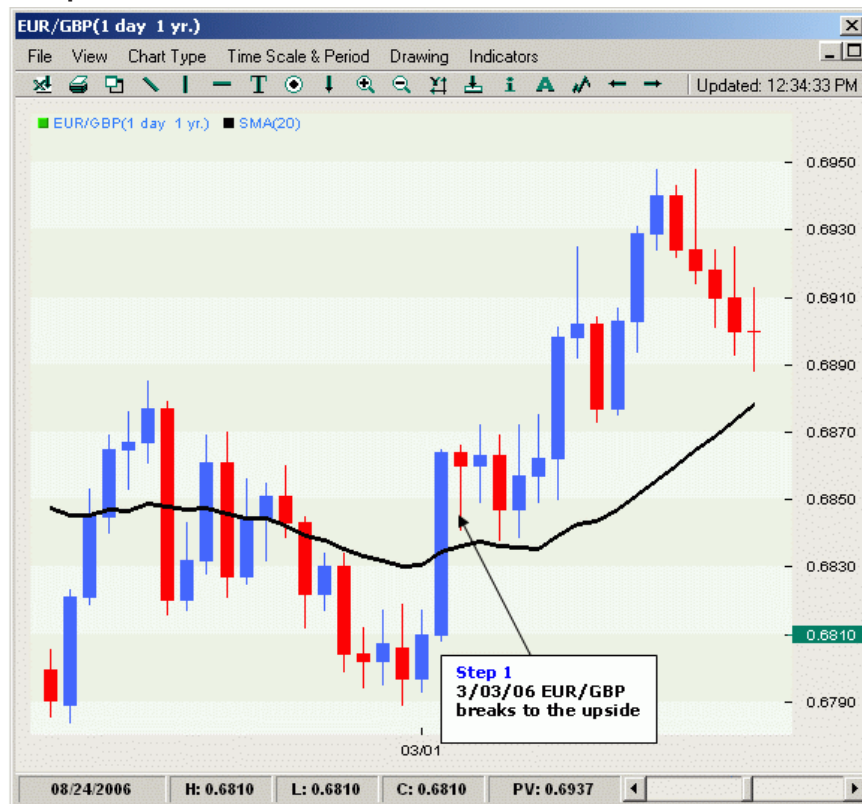 EUR/GBP(1 day 1 yr.)
File View Chart Type Time Scale & Period Drawing Indicators
Updated: 12:34:33 PM
EUR/GBP(1 day 1 yr.) SMA(20)
0.6950
0.6930
0.6910
0.6890
0.6870
0.6850
0.6830
0.6810
0.6790
Step 1
3/03/06 EUR/GBP
breaks to the upside
03/01
08/24/2006 H: 0.6810 L: 0.6810 C: 0.6810 PV: 0.6937